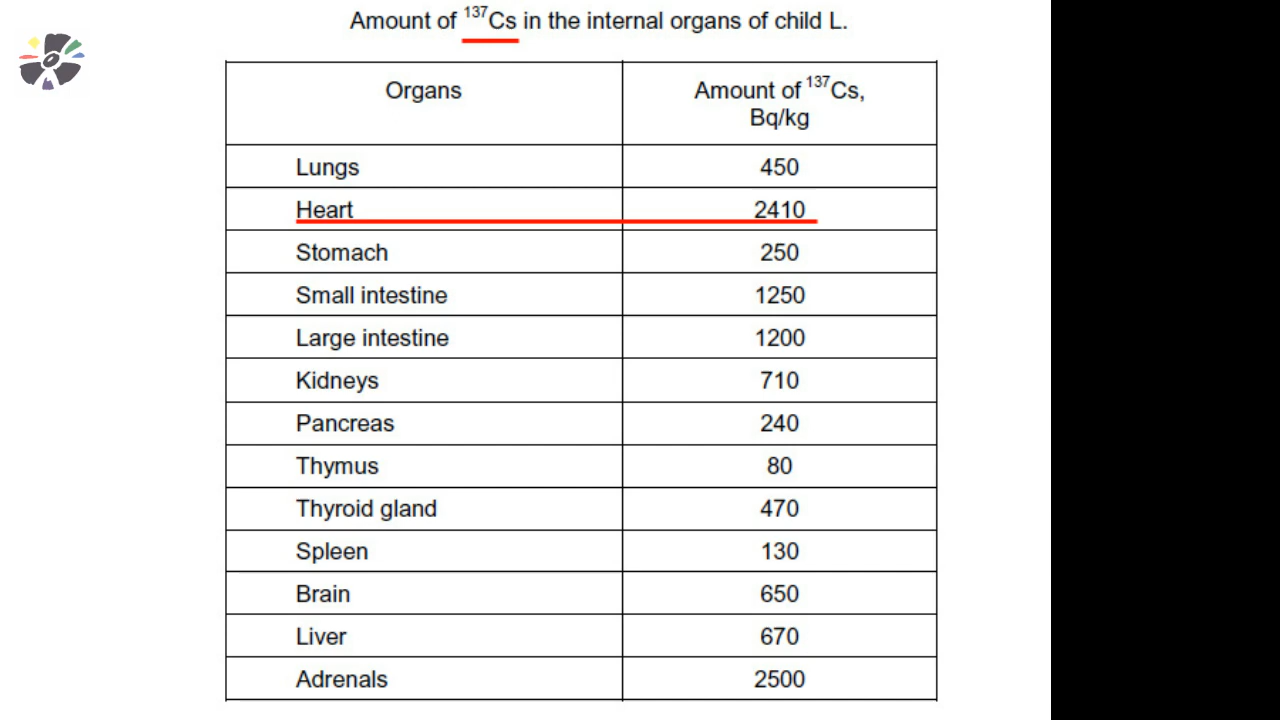 Amount of ¹³⁷Cs in the internal organs of child L.
Organs Amount of ¹³⁷Cs,
Bq/kg
Lungs 450
Heart 2410
Stomach 250
Small intestine 1250
Large intestine 1200
Kidneys 710
Pancreas 240
Thymus 80
Thyroid gland 470
Spleen 130
Brain 650
Liver 670
Adrenals 2500